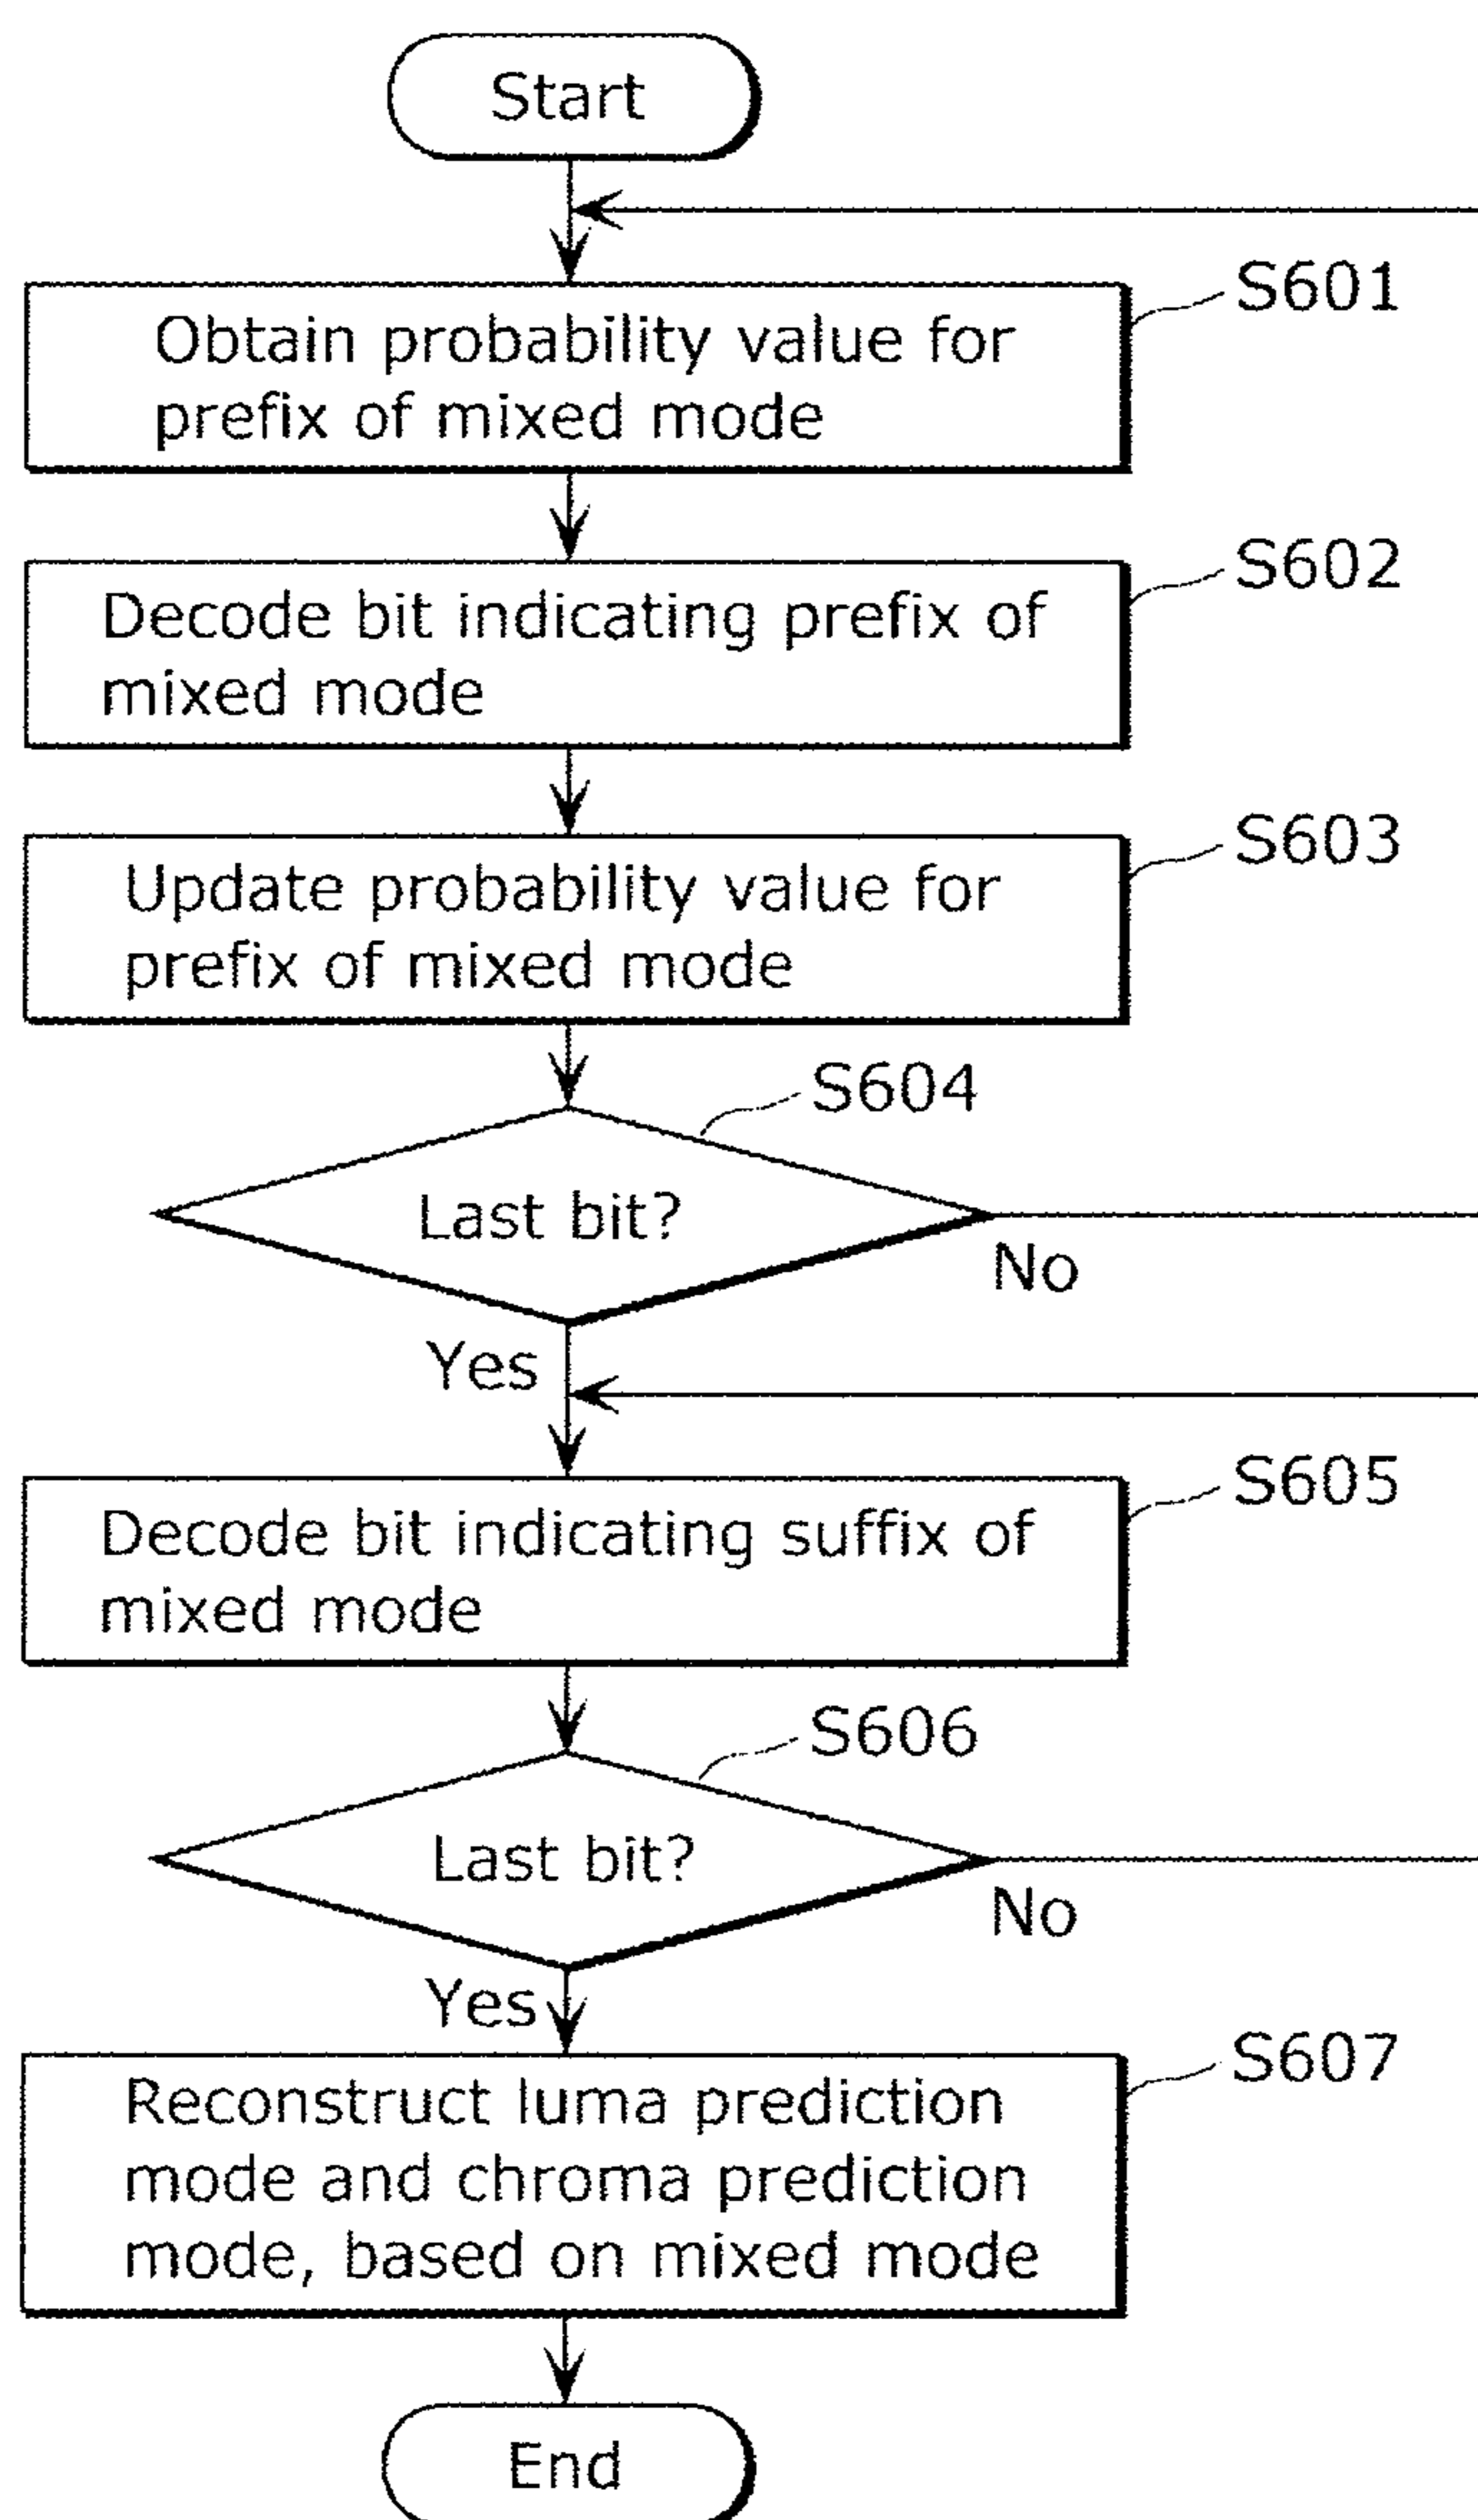 Start
S601
Obtain probability value for
prefix of mixed mode
S602
Decode bit indicating prefix of
mixed mode
S603
Update probability value for
prefix of mixed mode
S604
Last bit?
No
Yes
S605
Decode bit indicating suffix of
mixed mode
S606
Last bit?
No
Yes
S607
Reconstruct luma prediction
mode and chroma prediction
mode, based on mixed mode
End